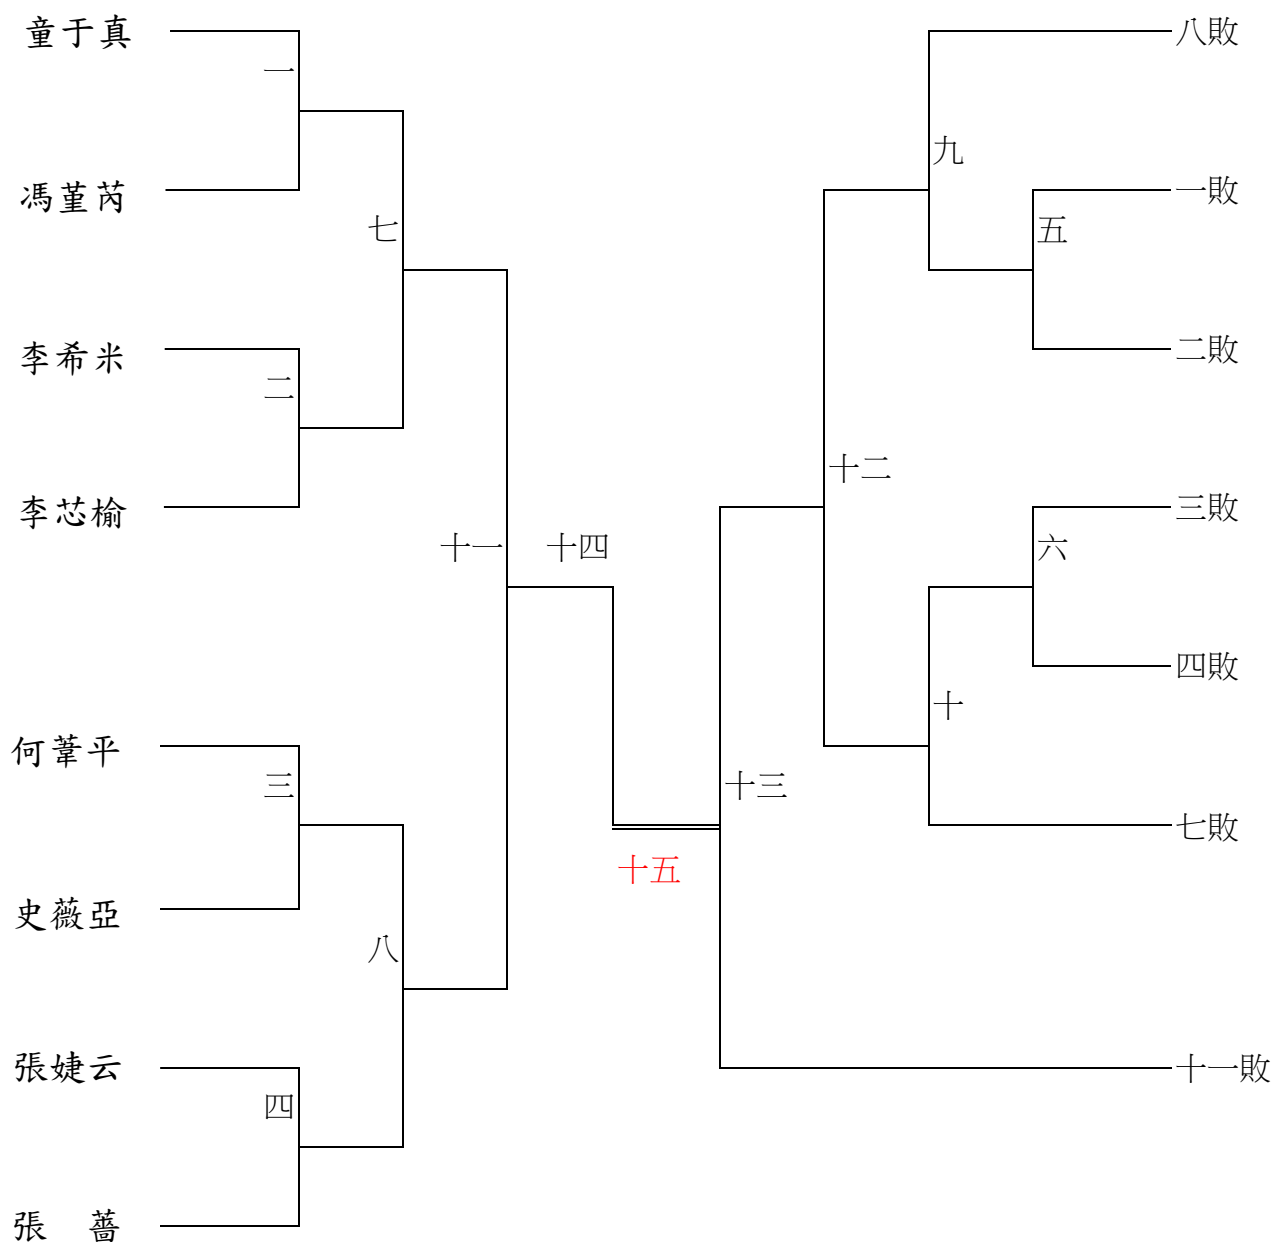 童于真
一
馮菫芮
七
李希米
二
李芯榆
十一
十四
何葦平
三
史薇亞
八
張婕云
四
張　薔
十五
八敗
九
一敗
五
二敗
十二
三敗
六
四敗
十
十三
七敗
十一敗